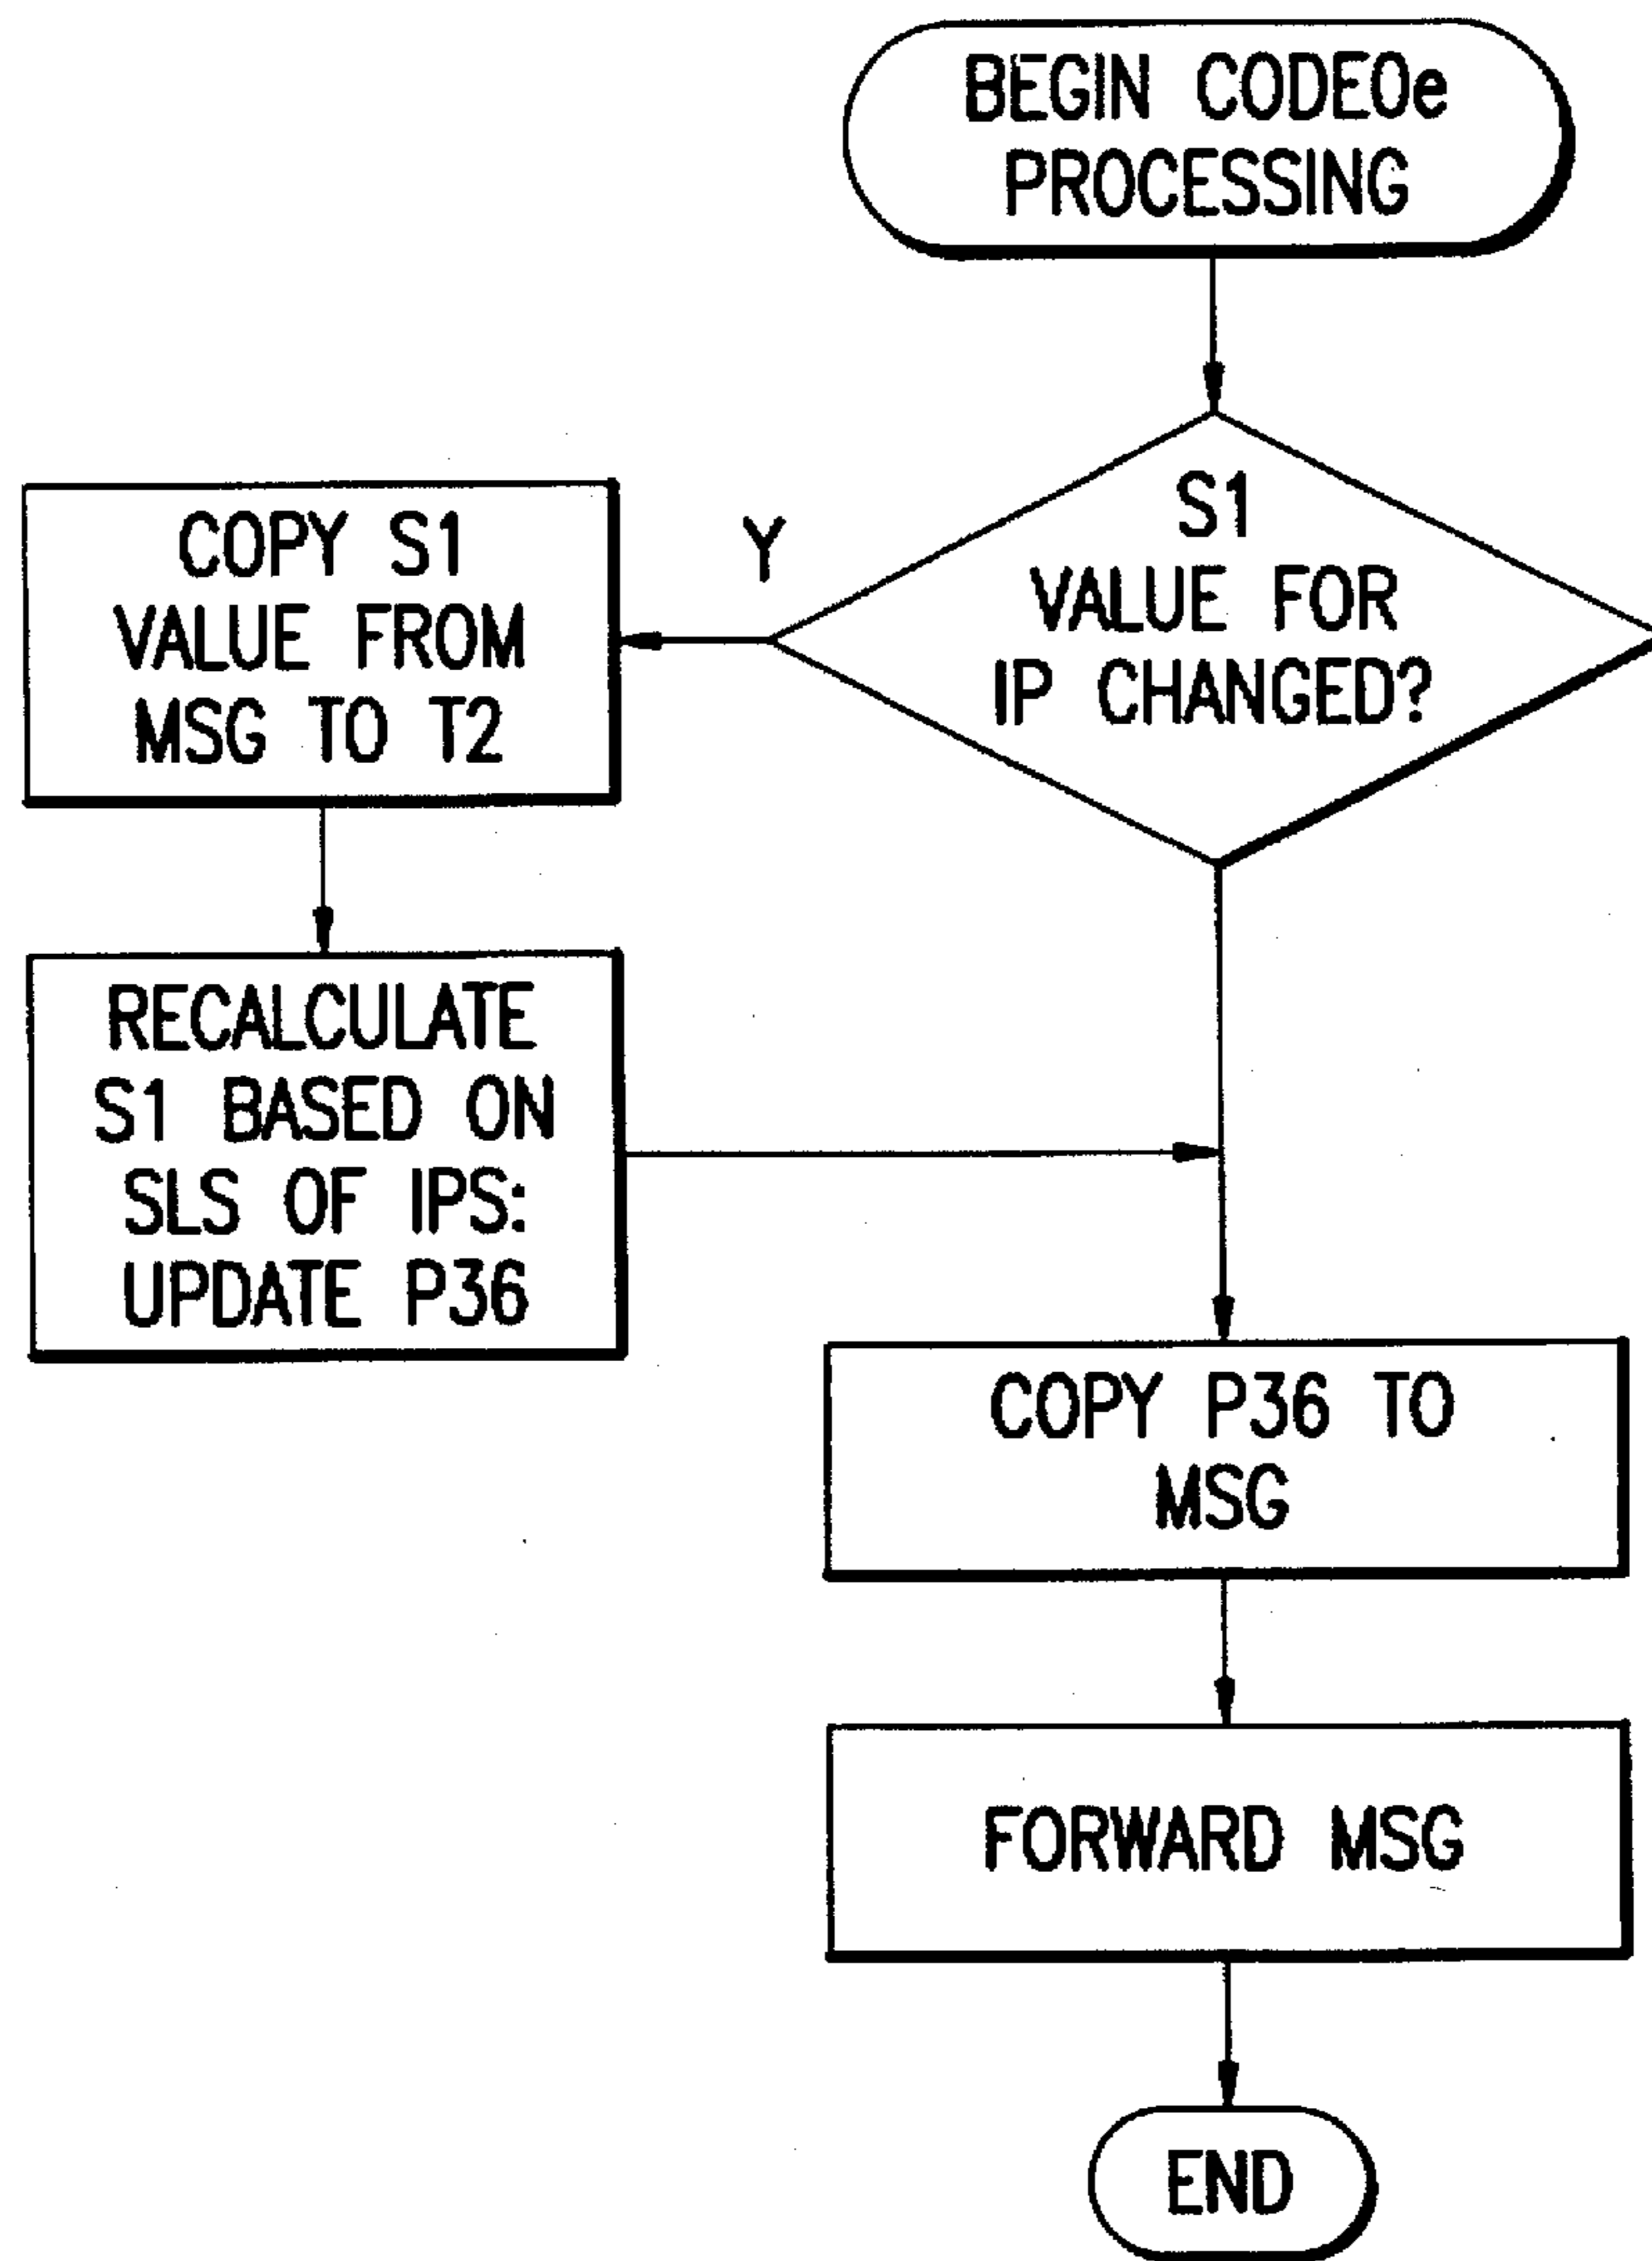 BEGIN CODE0e
PROCESSING
S1
VALUE FOR
IP CHANGED?
Y
COPY S1
VALUE FROM
MSG TO T2
RECALCULATE
S1 BASED ON
SLS OF IPS:
UPDATE P36
COPY P36 TO
MSG
FORWARD MSG
END